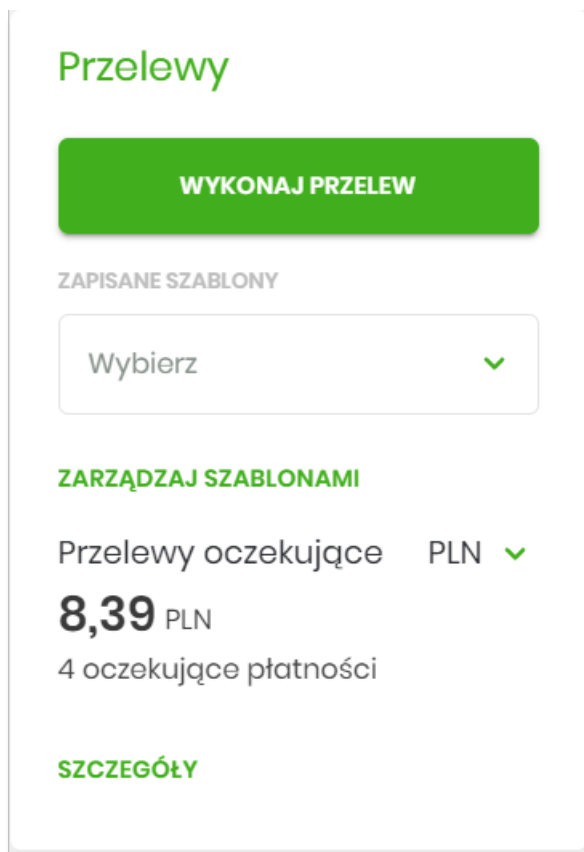 Przelewy
WYKONAJ PRZELEW
ZAPISANE SZABLONY
Wybierz
ZARZĄDZAJ SZABLONAMI
Przelewy oczekujące PLN
8,39 PLN
4 oczekujące płatności
SZCZEGÓŁY